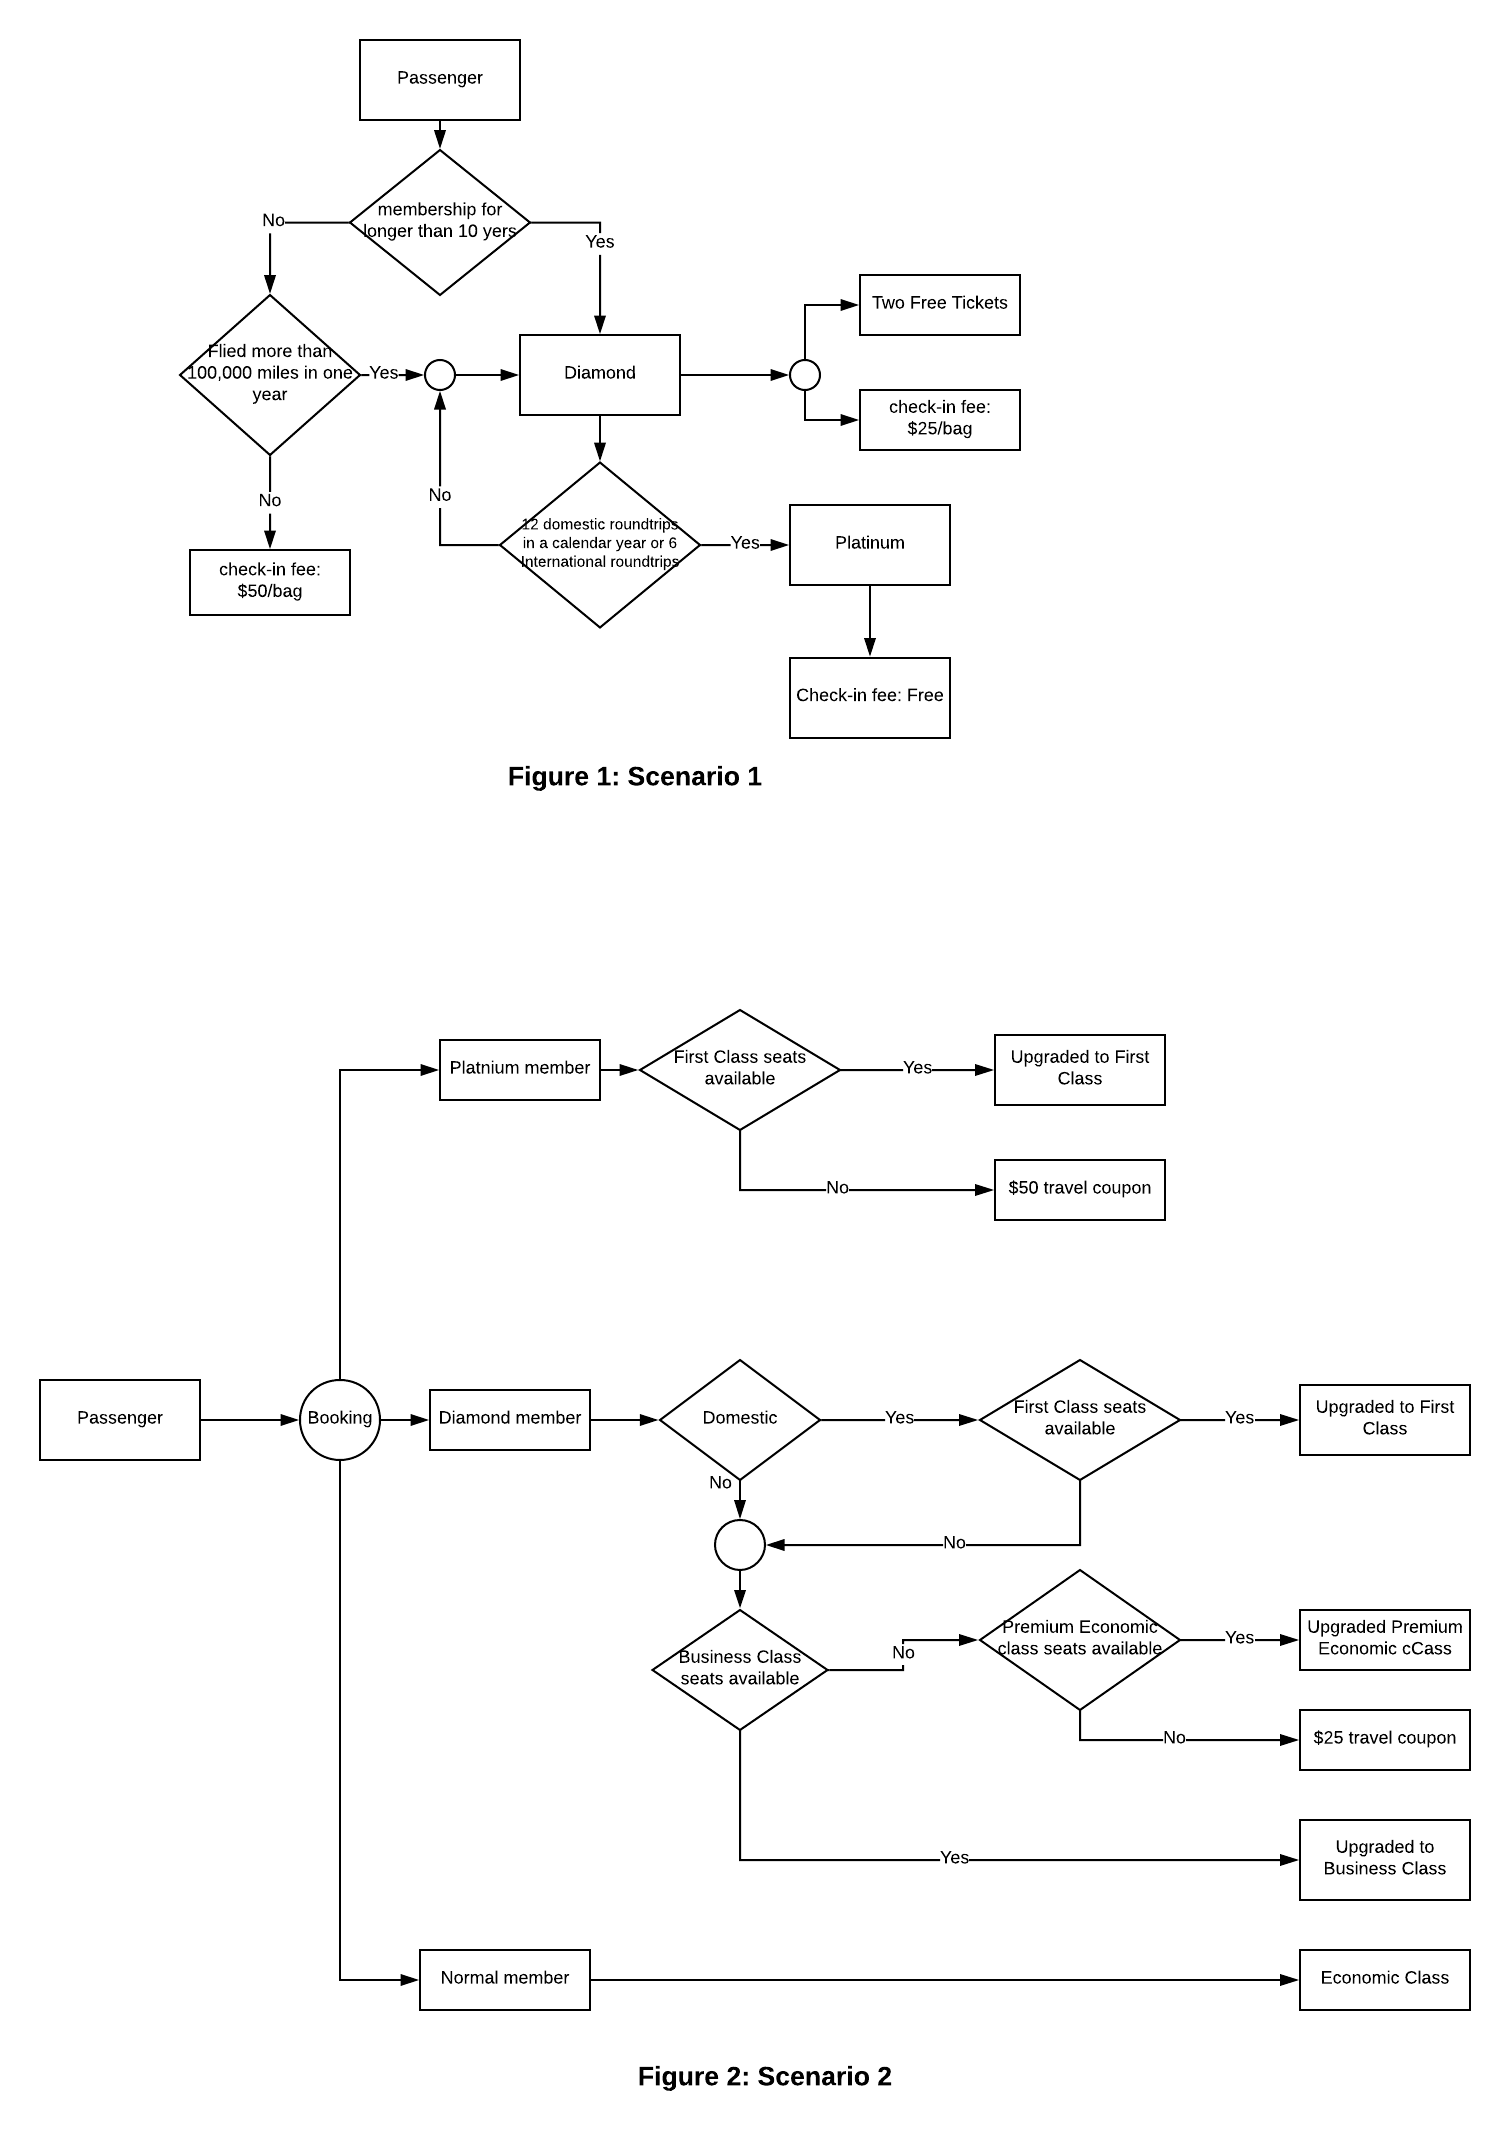 Passenger
membership for
longer than 10 yers
No
Yes
Two Free Tickets
Flied more than
100,000 miles in one
year
Yes
Diamond
check-in fee:
$25/bag
No
No
12 domestic roundtrips
in a calendar year or 6
International roundtrips
Yes
Platinum
check-in fee:
$50/bag
Check-in fee: Free
Figure 1: Scenario 1
Platnium member
First Class seats
available
Yes
Upgraded to First
Class
No
$50 travel coupon
Passenger
Booking
Diamond member
Domestic
Yes
First Class seats
available
Yes
Upgraded to First
Class
No
No
Business Class
seats available
No
Premium Economic
class seats available
Yes
Upgraded Premium
Economic cCass
No
$25 travel coupon
Yes
Upgraded to
Business Class
Normal member
Economic Class
Figure 2: Scenario 2